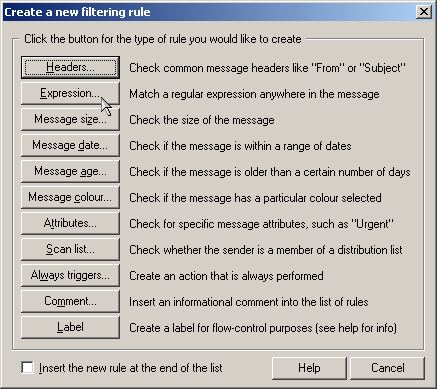 Create a new filtering rule
Click the button for the type of rule you would like to create
Headers... Check common message headers like "From" or "Subject"
Expression... Match a regular expression anywhere in the message
Message size... Check the size of the message
Message date... Check if the message is within a range of dates
Message age... Check if the message is older than a certain number of days
Message colour... Check if the message has a particular colour selected
Attributes... Check for specific message attributes, such as "Urgent"
Scan list... Check whether the sender is a member of a distribution list
Always triggers... Create an action that is always performed
Comment... Insert an informational comment into the list of rules
Label Create a label for flow-control purposes (see help for info)
Insert the new rule at the end of the list Help Cancel